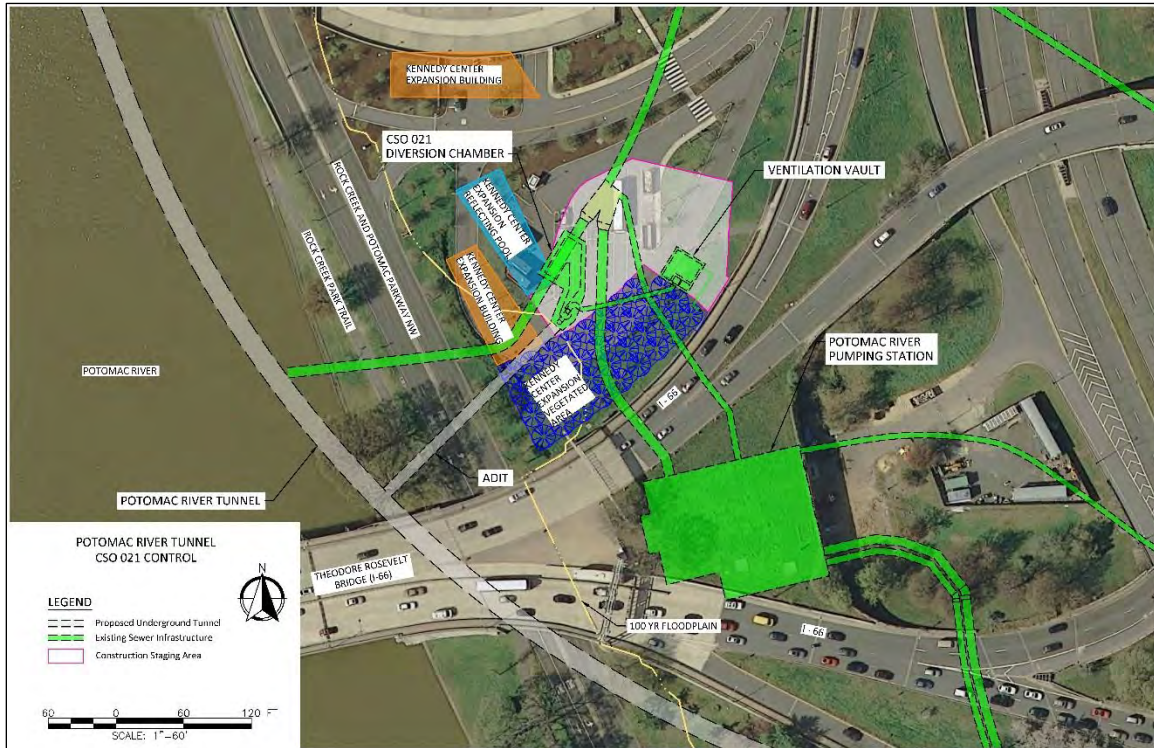 KENNEDY CENTER
EXPANSION BUILDING
CSO 021
DIVERSION CHAMBER
VENTILATION VAULT
KENNEDY CENTER
EXPANSION
REFLECTING POOL
KENNEDY CENTER
EXPANSION BUILDING
ROCK CREEK AND POTOMAC PARKWAY NW
ROCK CREEK PARK TRAIL
POTOMAC RIVER
KENNEDY
CENTER
EXPANSION
VEGETATED
AREA
I - 66
POTOMAC RIVER
PUMPING STATION
ADIT
POTOMAC RIVER TUNNEL
THEODORE ROSEVELT
BRIDGE (I-66)
100 YR FLOODPLAIN
I - 66
POTOMAC RIVER TUNNEL
CSO 021 CONTROL
N
LEGEND
Proposed Underground Tunnel
Existing Sewer Infrastructure
Construction Staging Area
60 0 60 120
SCALE: 1"-60'